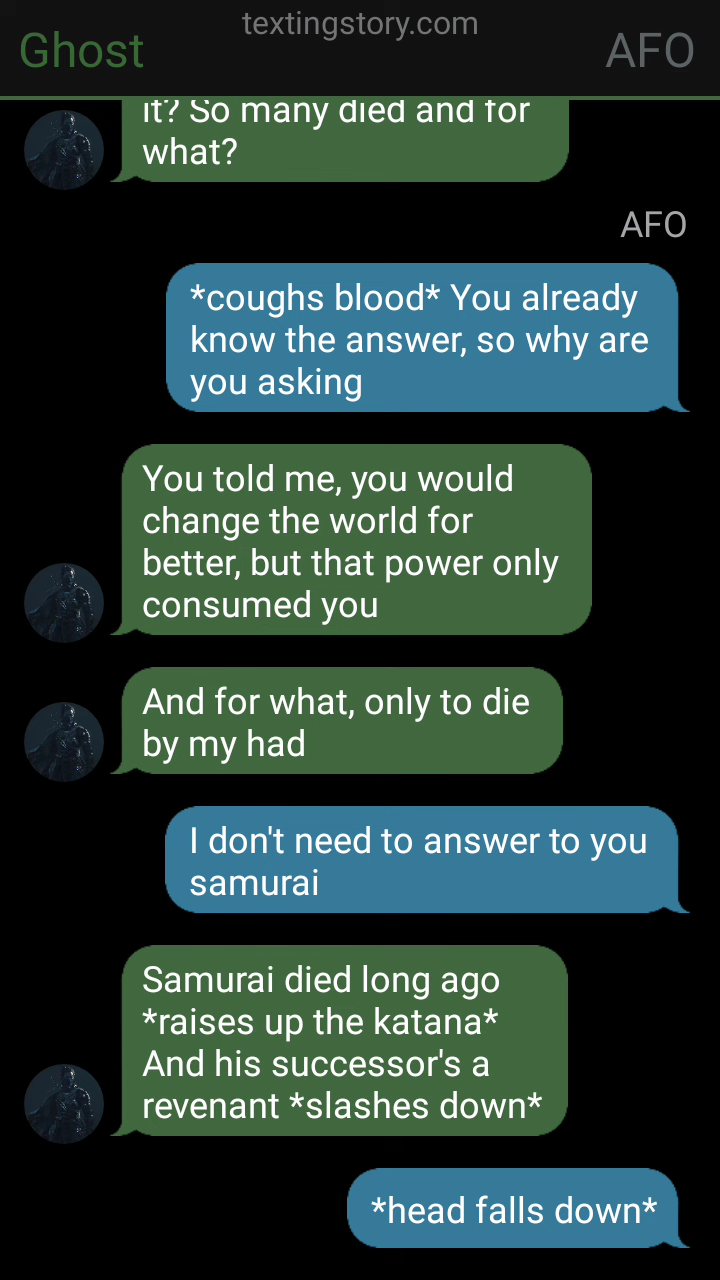 textingstory.com
Ghost
AFO
it? So many died and for
what?
AFO
*coughs blood* You already
know the answer, so why are
you asking
You told me, you would
change the world for
better, but that power only
consumed you
And for what, only to die
by my had
I don't need to answer to you
samurai
Samurai died long ago
*raises up the katana*
And his successor's a
revenant *slashes down*
*head falls down*